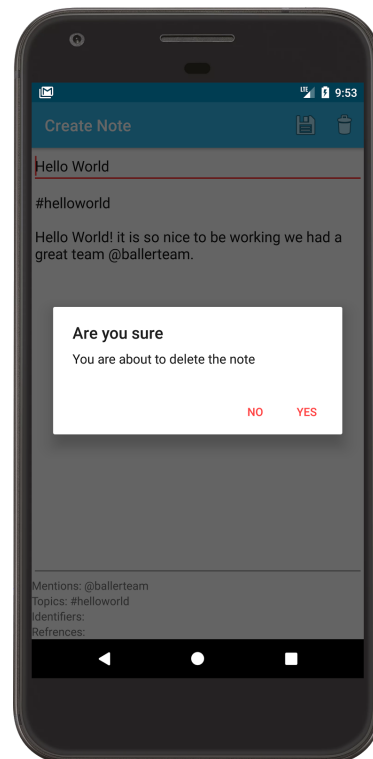 LTE 9:53
Create Note
Hello World
#helloworld
Hello World! it is so nice to be working we had a
great team @ballerteam.
Are you sure
You are about to delete the note
NO YES
Mentions: @ballerteam
Topics: #helloworld
Identifiers:
Refrences: